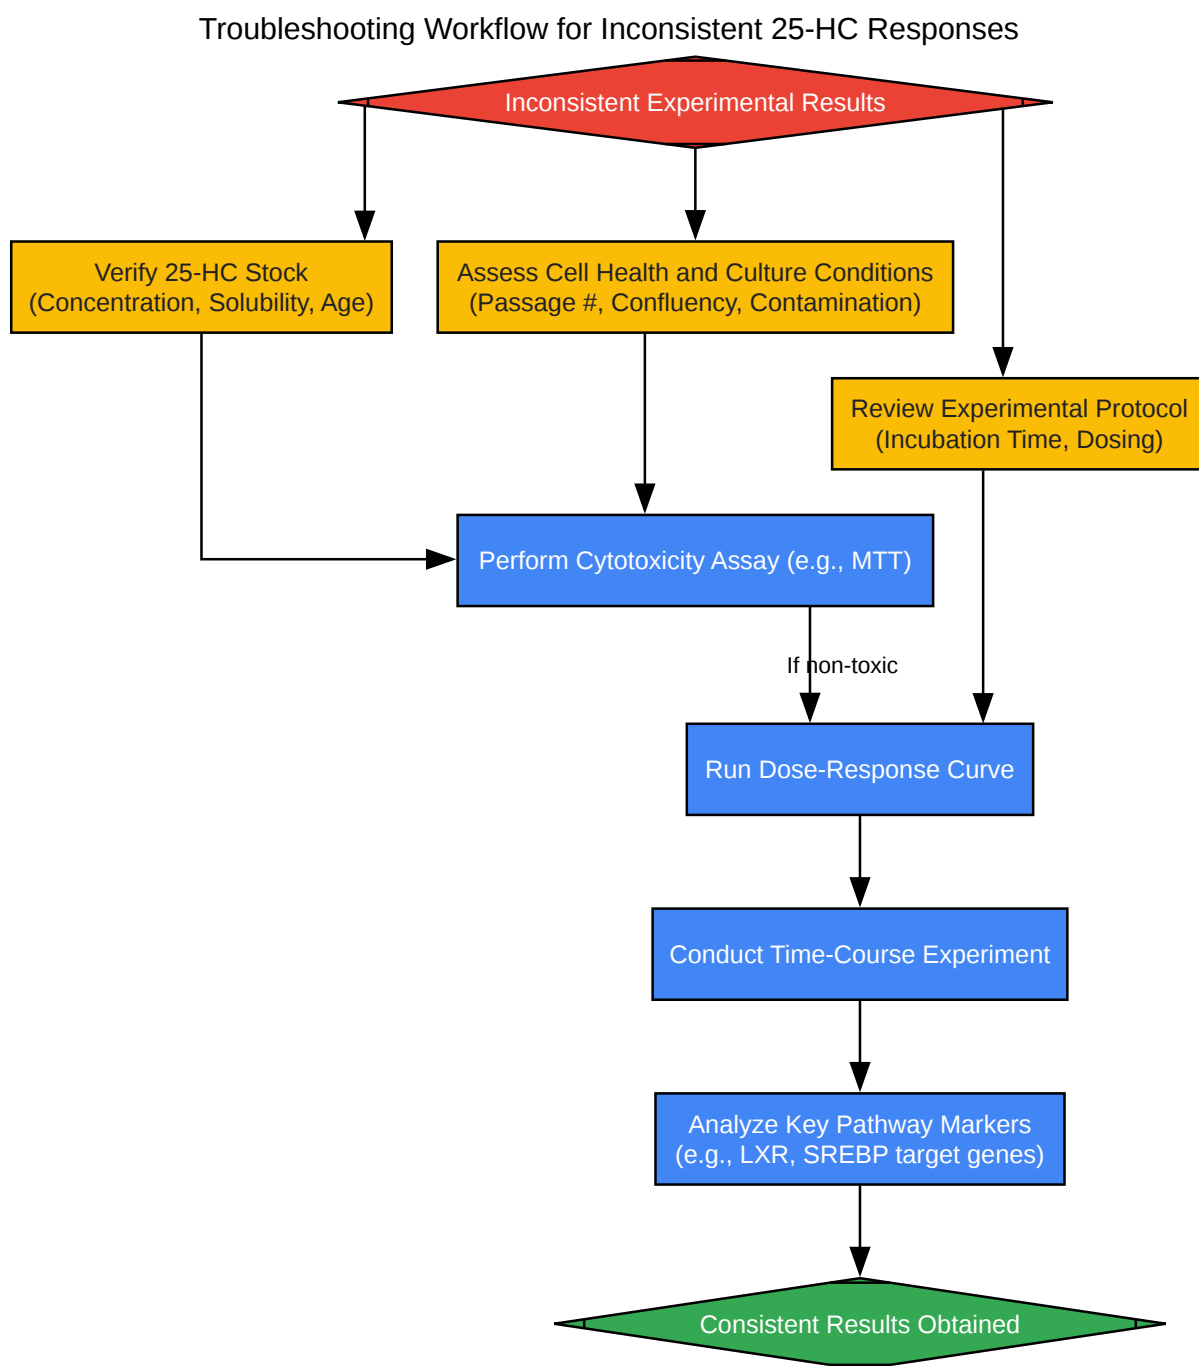 Troubleshooting Workflow for Inconsistent 25-HC Responses
Inconsistent Experimental Results
Verify 25-HC Stock
(Concentration, Solubility, Age)
Assess Cell Health and Culture Conditions
(Passage #, Confluency, Contamination)
Review Experimental Protocol
(Incubation Time, Dosing)
Perform Cytotoxicity Assay (e.g., MTT)
If non-toxic
Run Dose-Response Curve
Conduct Time-Course Experiment
Analyze Key Pathway Markers
(e.g., LXR, SREBP target genes)
Consistent Results Obtained